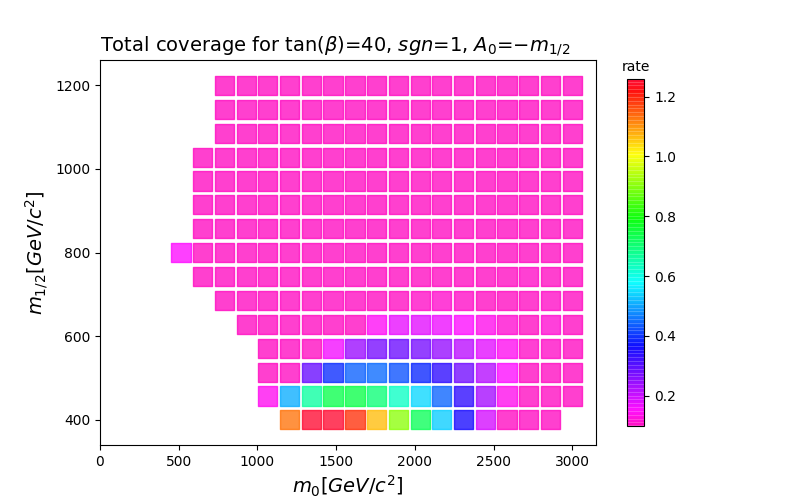 Total coverage for tan(β)=40, sgn=1, A₀=−m₁/₂
rate
1200
1000
800
600
400
m₁/₂[GeV/c²]
0 500 1000 1500 2000 2500 3000
m₀[GeV/c²]
1.2
1.0
0.8
0.6
0.4
0.2